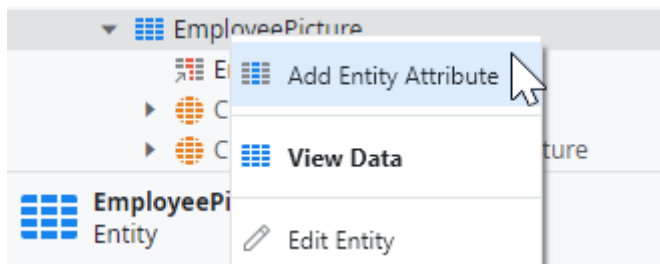 EmployeePicture
E
Add Entity Attribute
C
C
ture
View Data
EmployeePi
Entity
Edit Entity